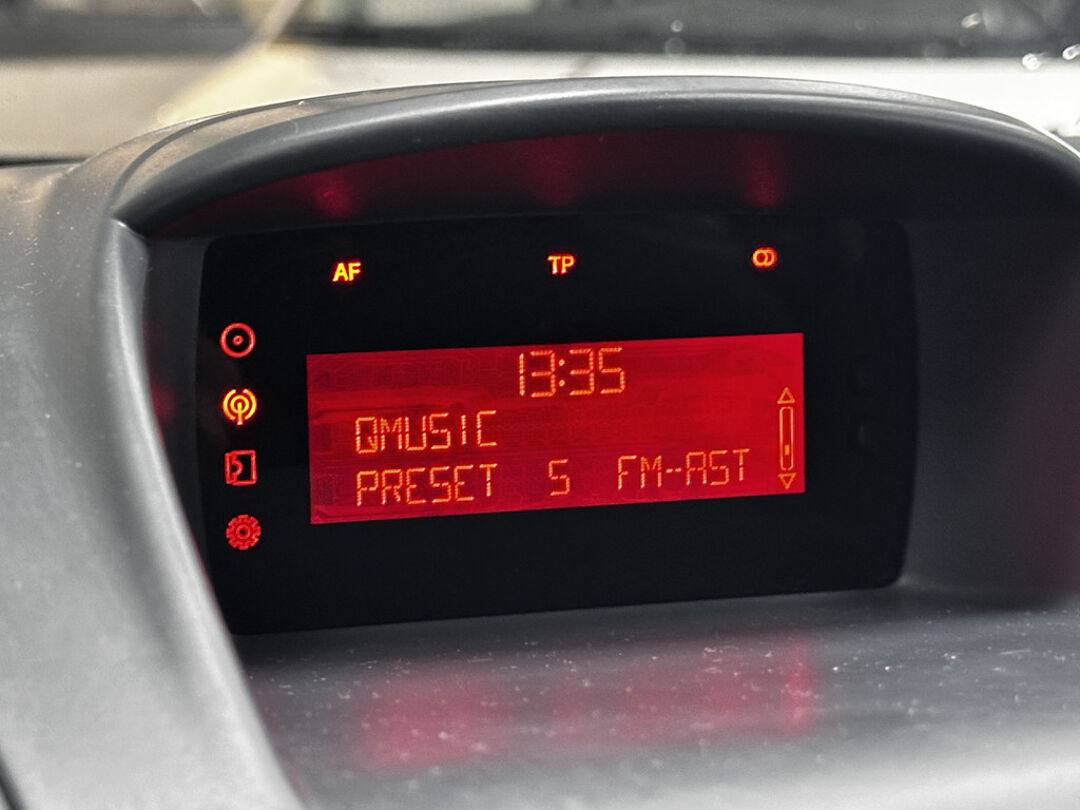 AF TP
13:35
QMUSIC
PRESET 5 FM-AST